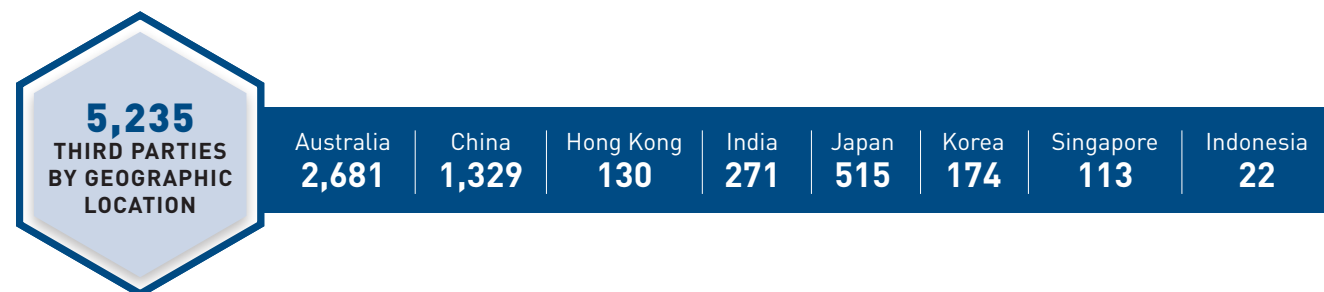 5,235
THIRD PARTIES
BY GEOGRAPHIC
LOCATION
Australia
2,681
China
1,329
Hong Kong
130
India
271
Japan
515
Korea
174
Singapore
113
Indonesia
22